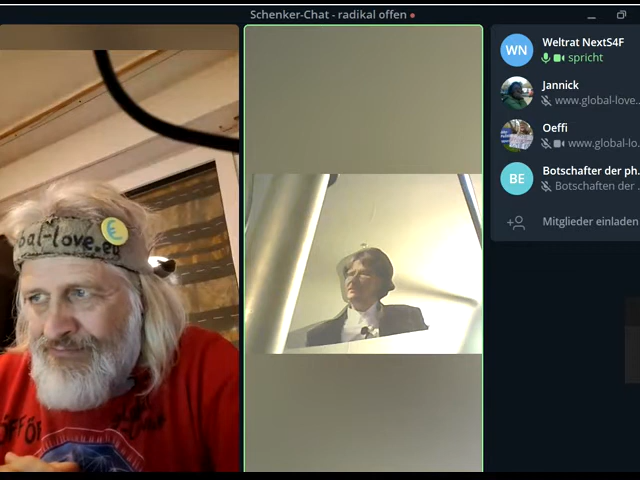 Schenker-Chat - radikal offen
WN
Weltrat NextS4F
spricht
Jannick
www.global-love...
Oeffi
www.global-lo...
BE
Botschafter der ph...
Botschaften der ...
Mitglieder einladen
bal-love.eu
€